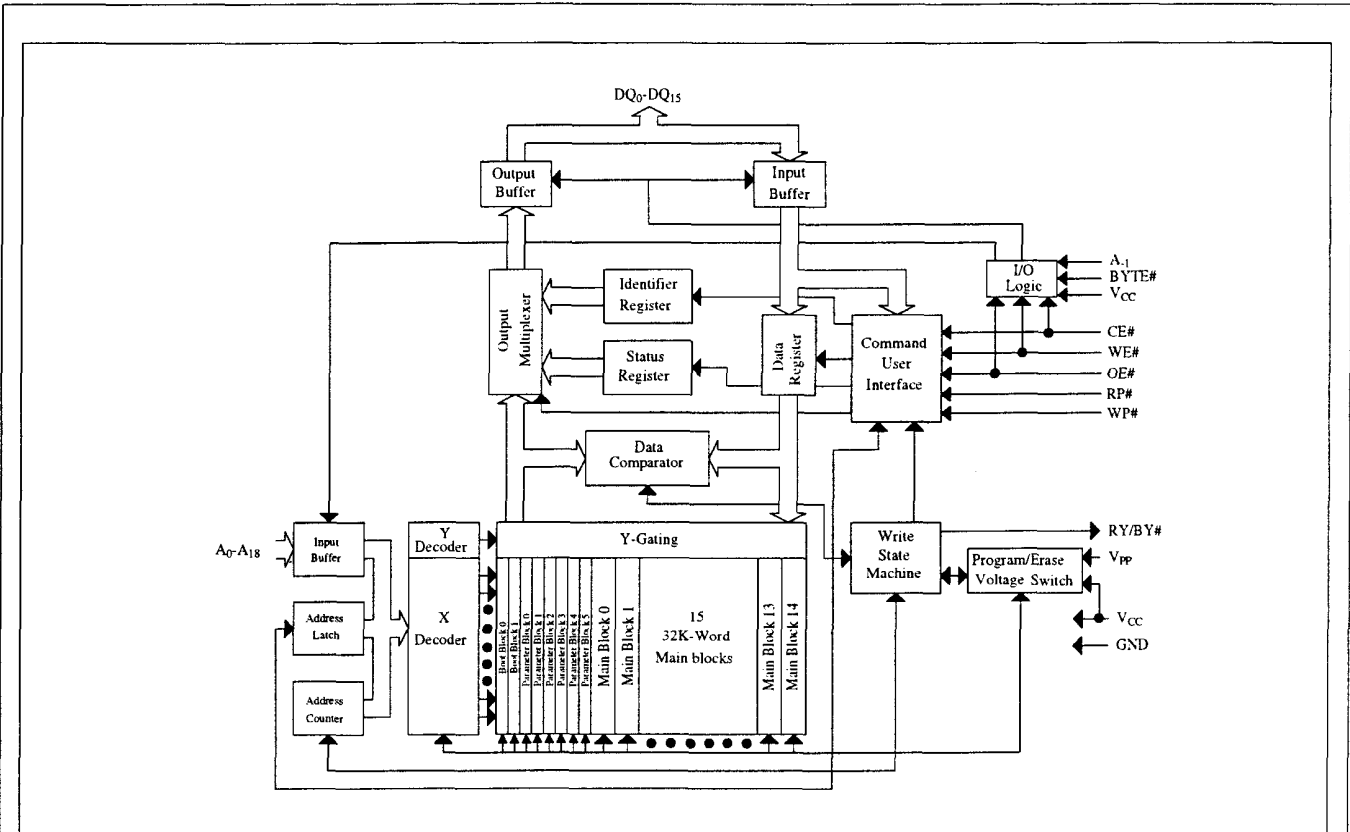 DQ0-DQ15
Output
Buffer
Input
Buffer
A-1
BYTE#
VCC
I/O
Logic
Output
Multiplexer
Identifier
Register
Status
Register
Data
Register
Command
User
Interface
CE#
WE#
OE#
RP#
WP#
Data
Comparator
A0-A18
Input
Buffer
Address
Latch
Address
Counter
Y
Decoder
X
Decoder
Y-Gating
Boot Block 0
Boot Block 1
Parameter Block 0
Parameter Block 1
Parameter Block 2
Parameter Block 3
Parameter Block 4
Parameter Block 5
Main Block 0
Main Block 1
15
32K-Word
Main blocks
Main Block 13
Main Block 14
Write
State
Machine
RY/BY#
Program/Erase
Voltage Switch
VPP
VCC
GND